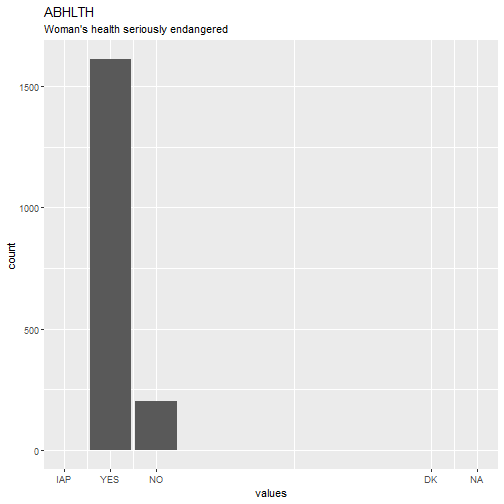 ABHLTH
Woman's health seriously endangered
1500
1000
500
0
count
IAP YES NO DK NA
values